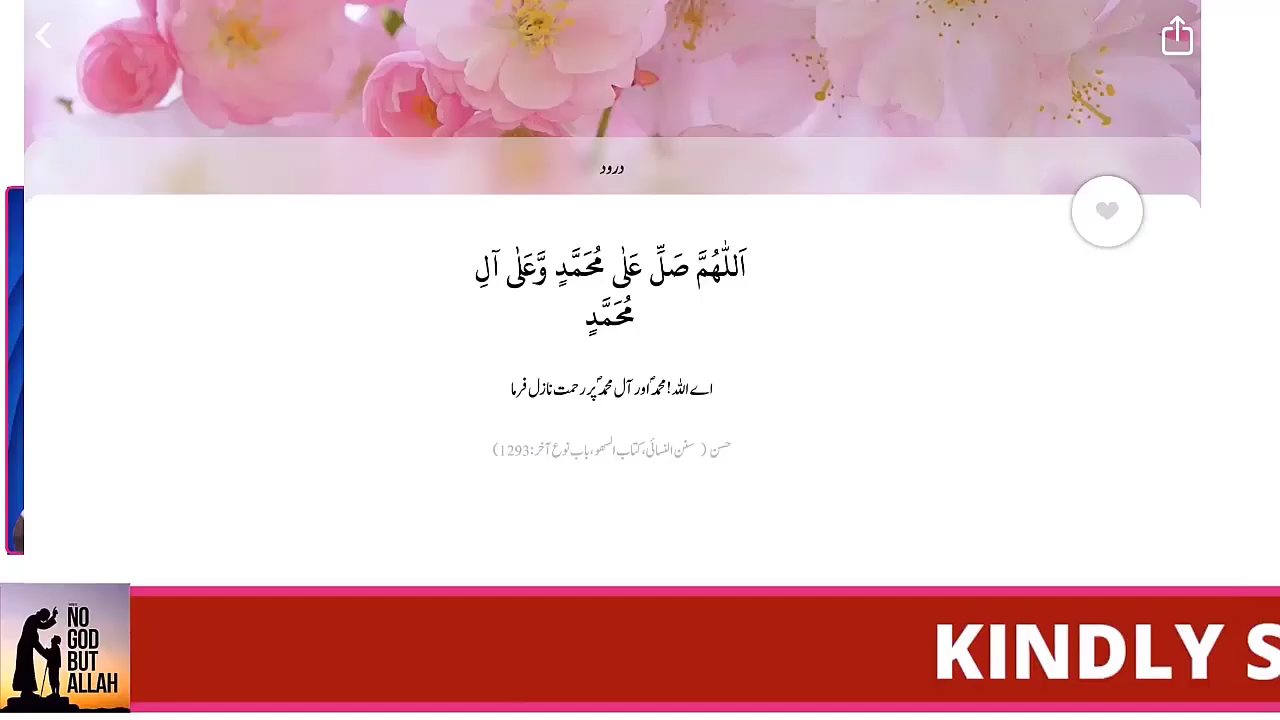 درود
اَللّٰهُمَّ صَلِّ عَلٰى مُحَمَّدٍ وَّعَلٰى آلِ
مُحَمَّدٍ
اے اللہ! محمدؐ اور آل محمدؐ پر رحمت نازل فرما
حسن ( سنن النسائی، کتاب السھو، باب نوع آخر: 1293)
NO
GOD
BUT
ALLAH
KINDLY S